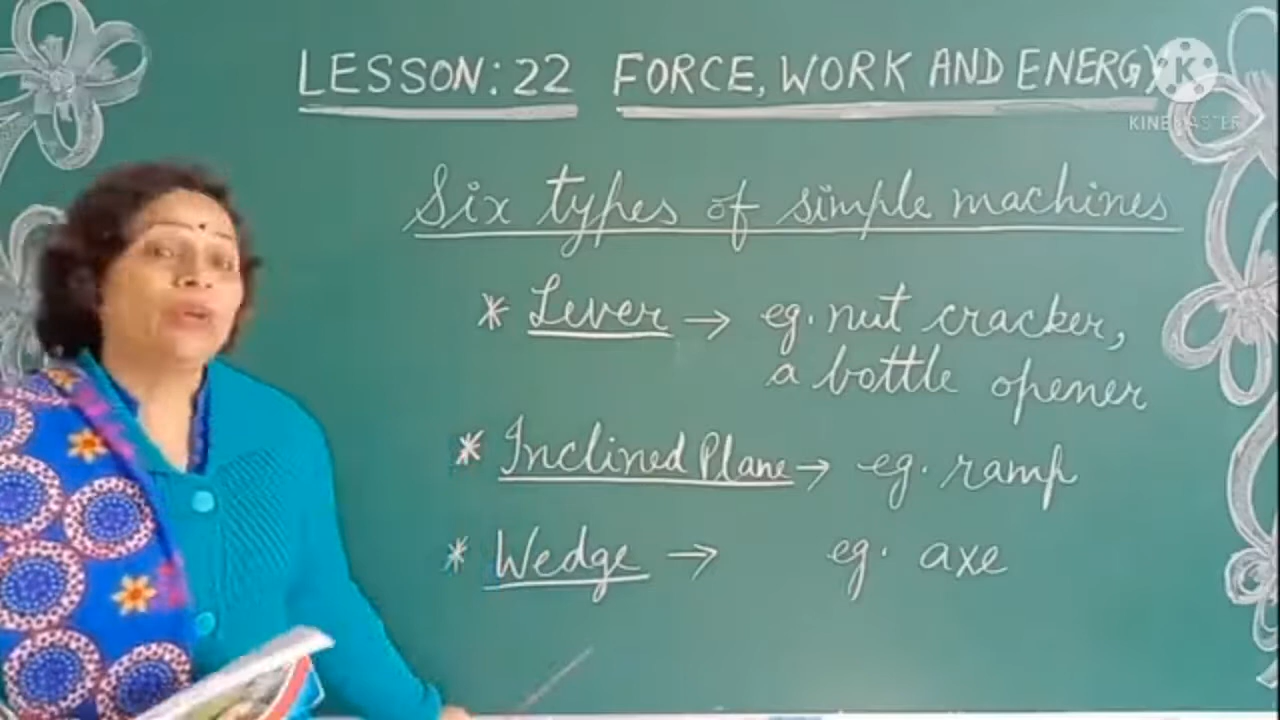 LESSON: 22 FORCE, WORK AND ENERGY
K
KINEMASTER
Six types of simple machines
* Lever → eg. nut cracker,
a bottle opener
* Inclined Plane → eg. ramp
* Wedge → eg. axe